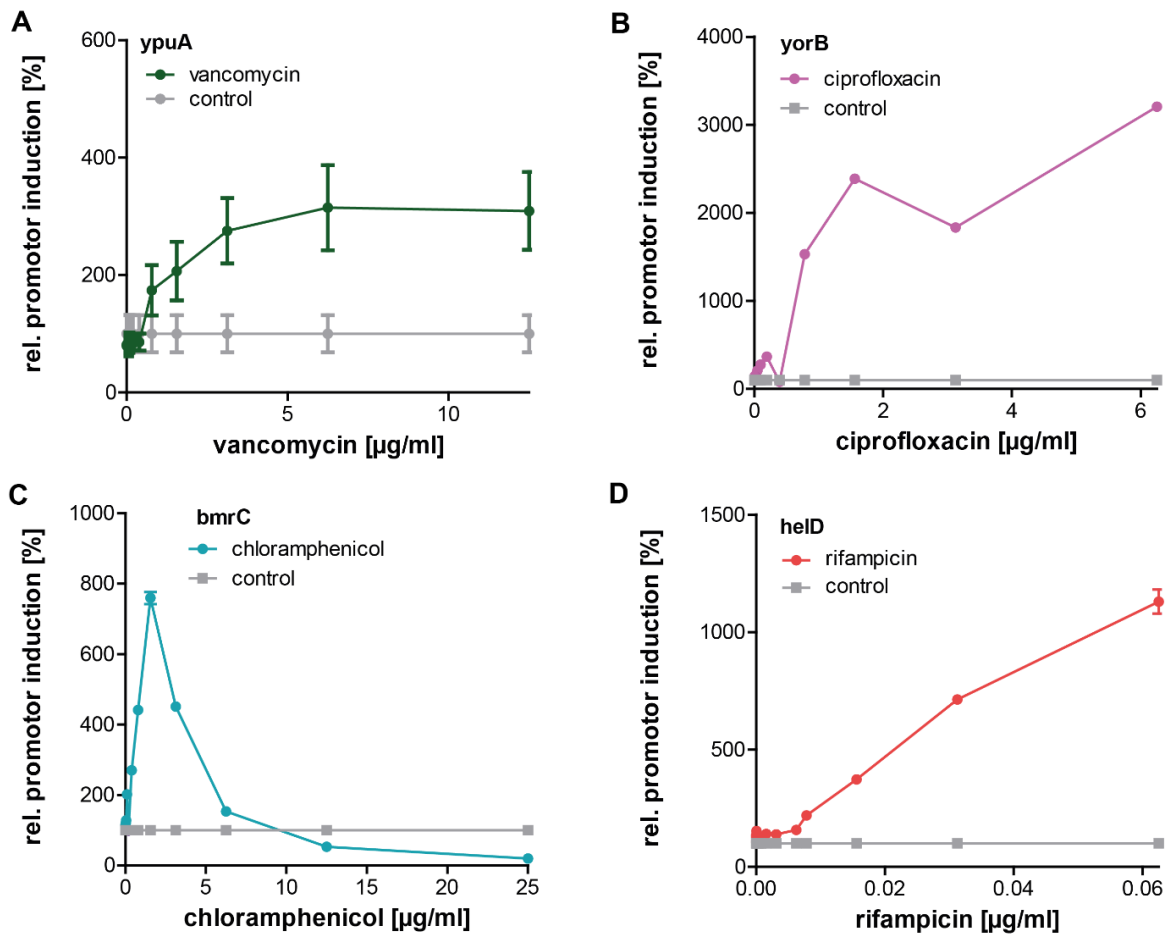 A
ypuA
vancomycin
control
rel. promotor induction [%]
600
400
200
0
0
5
10
vancomycin [µg/ml]
B
yorB
ciprofloxacin
control
rel. promotor induction [%]
4000
3000
2000
1000
0
0
2
4
6
ciprofloxacin [µg/ml]
C
bmrC
chloramphenicol
control
rel. promotor induction [%]
1000
800
600
400
200
0
0
5
10
15
20
25
chloramphenicol [µg/ml]
D
helD
rifampicin
control
rel. promotor induction [%]
1500
1000
500
0
0.00
0.02
0.04
0.06
rifampicin [µg/ml]